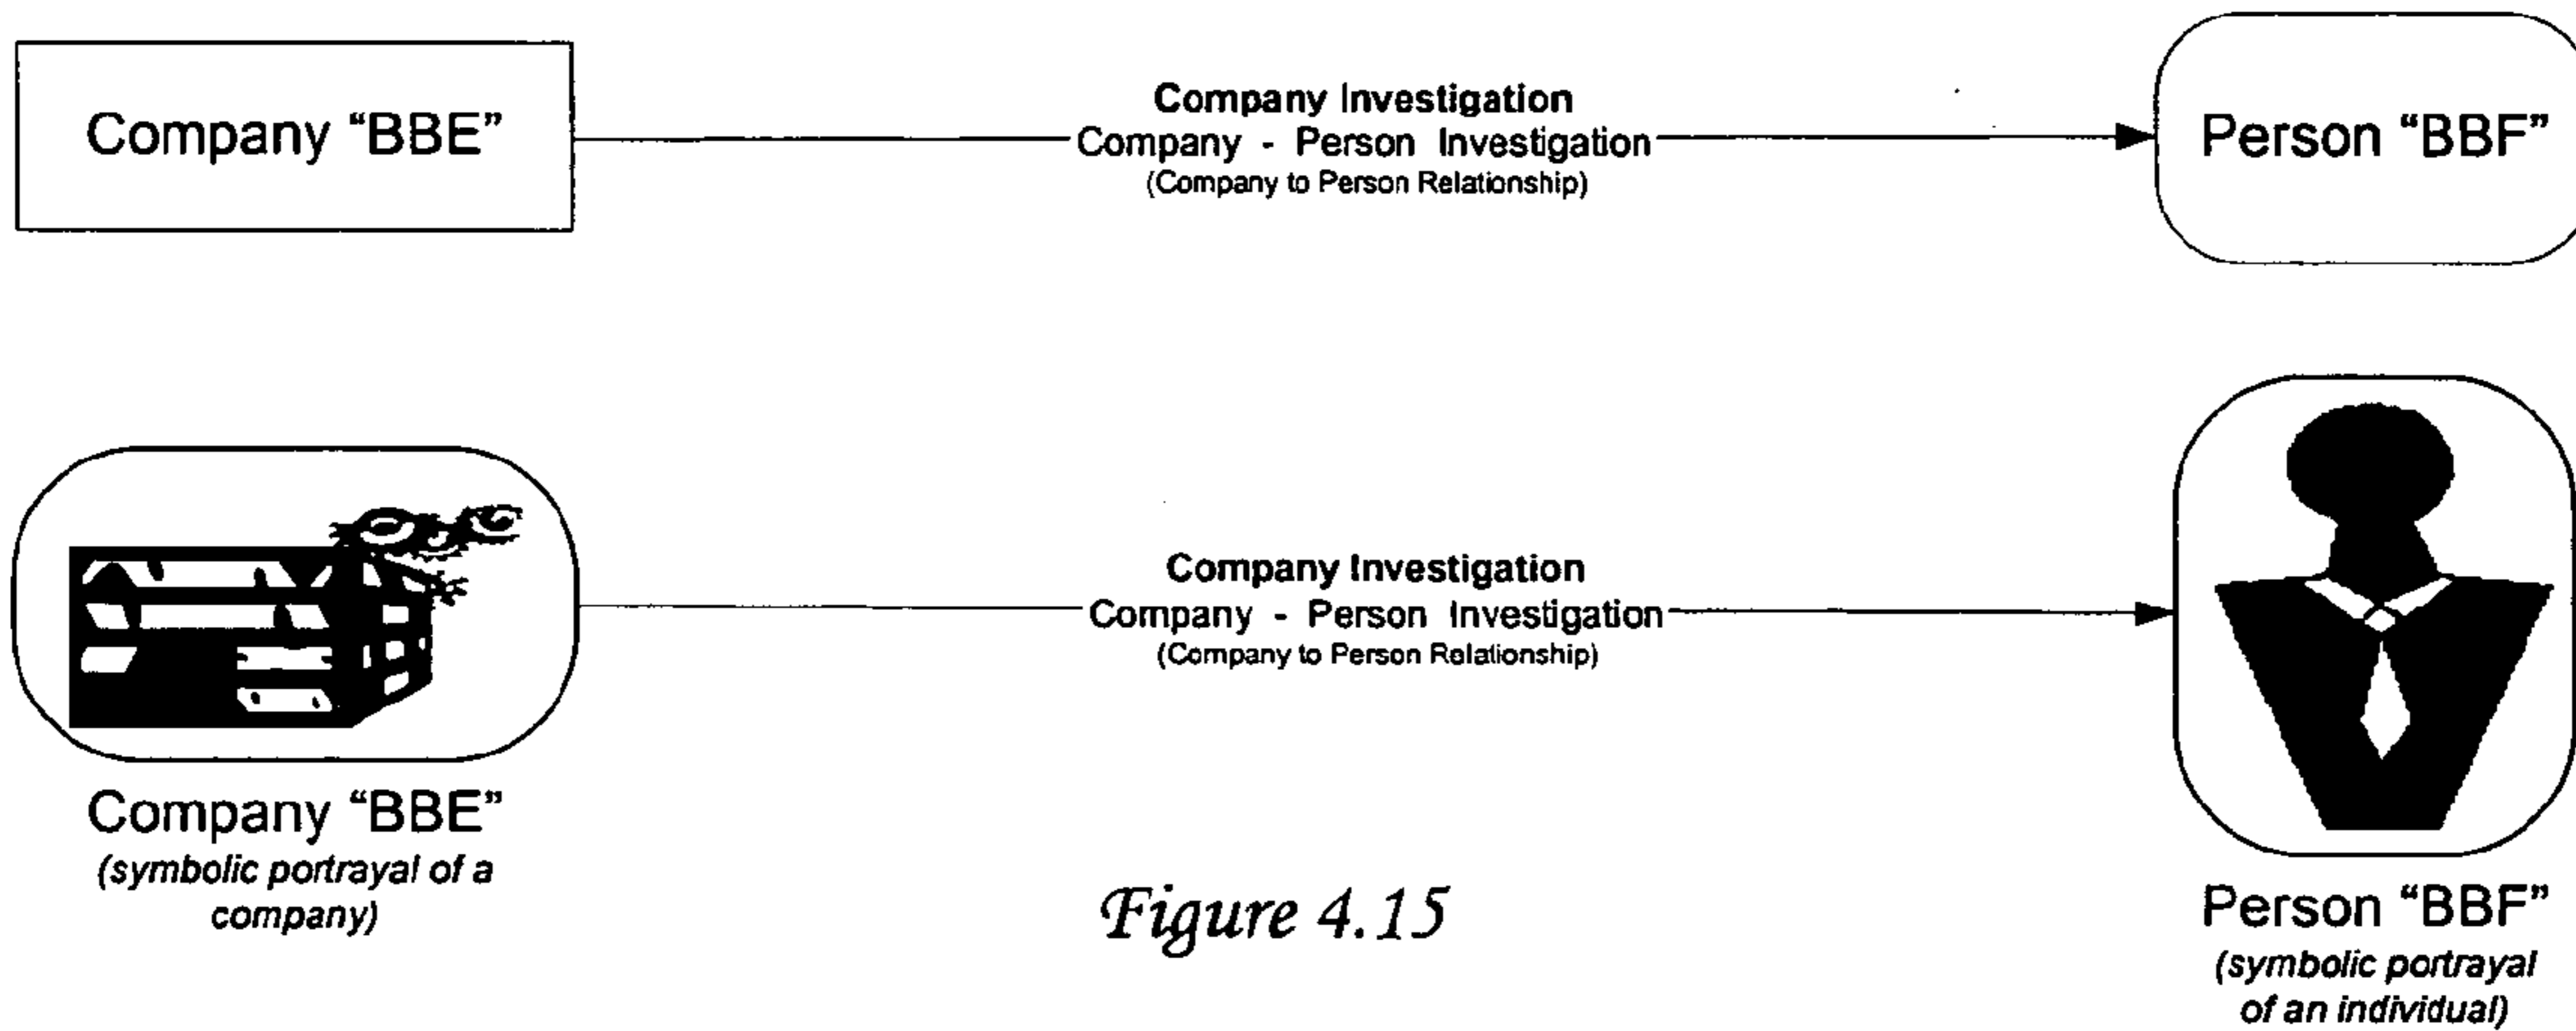 Company “BBE”
Company Investigation
Company - Person Investigation
(Company to Person Relationship)
Person “BBF”
Company Investigation
Company - Person Investigation
(Company to Person Relationship)
Company “BBE”
(symbolic portrayal of a
company)
Figure 4.15
Person “BBF”
(symbolic portrayal
of an individual)